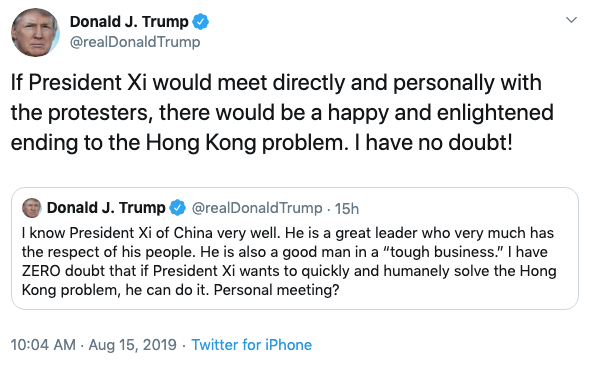 Donald J. Trump
@realDonaldTrump
If President Xi would meet directly and personally with
the protesters, there would be a happy and enlightened
ending to the Hong Kong problem. I have no doubt!
Donald J. Trump @realDonaldTrump · 15h
I know President Xi of China very well. He is a great leader who very much has
the respect of his people. He is also a good man in a “tough business.” I have
ZERO doubt that if President Xi wants to quickly and humanely solve the Hong
Kong problem, he can do it. Personal meeting?
10:04 AM · Aug 15, 2019 · Twitter for iPhone